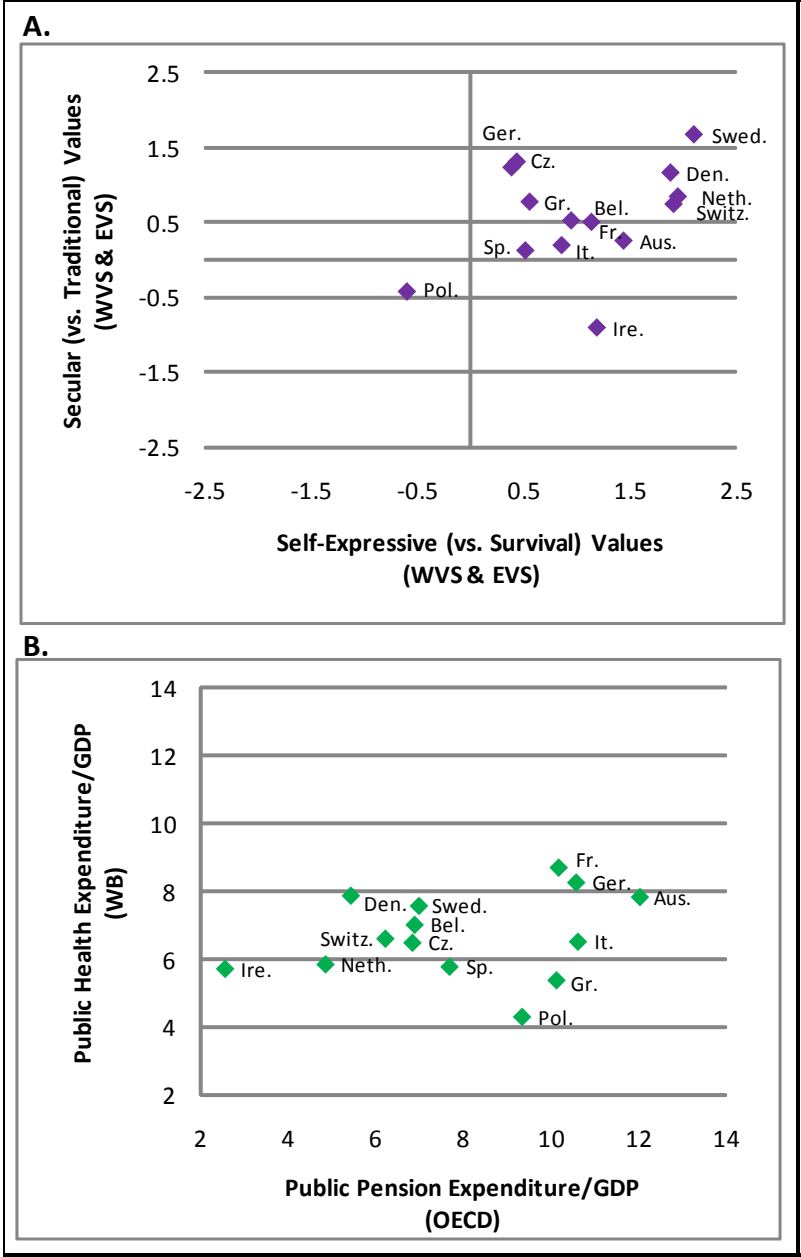 A.
Secular (vs. Traditional) Values
(WVS & EVS)
2.5
1.5
0.5
-0.5
-1.5
-2.5
Ger.
Swed.
Cz.
Den.
Neth.
Switz.
Gr.
Bel.
Fr.
Aus.
Sp.
It.
Pol.
Ire.
-2.5 -1.5 -0.5 0.5 1.5 2.5
Self-Expressive (vs. Survival) Values
(WVS & EVS)
B.
Public Health Expenditure/GDP
(WB)
14
12
10
8
6
4
2
Fr.
Ger.
Aus.
Den.
Swed.
Bel.
Switz.
Cz.
It.
Ire.
Neth.
Sp.
Gr.
Pol.
2 4 6 8 10 12 14
Public Pension Expenditure/GDP
(OECD)